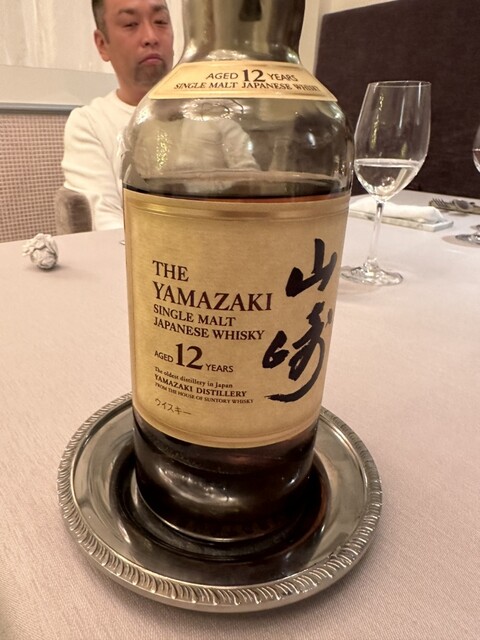 AGED 12 YEARS
SINGLE MALT JAPANESE WHISKY
THE
YAMAZAKI
SINGLE MALT
JAPANESE WHISKY
AGED 12 YEARS
The oldest distillery in Japan
YAMAZAKI DISTILLERY
FROM THE HOUSE OF SUNTORY WHISKY
ウイスキー
山崎